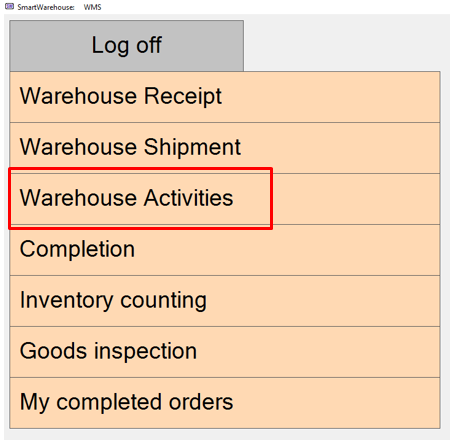 SmartWarehouse: WMS
Log off
Warehouse Receipt
Warehouse Shipment
Warehouse Activities
Completion
Inventory counting
Goods inspection
My completed orders